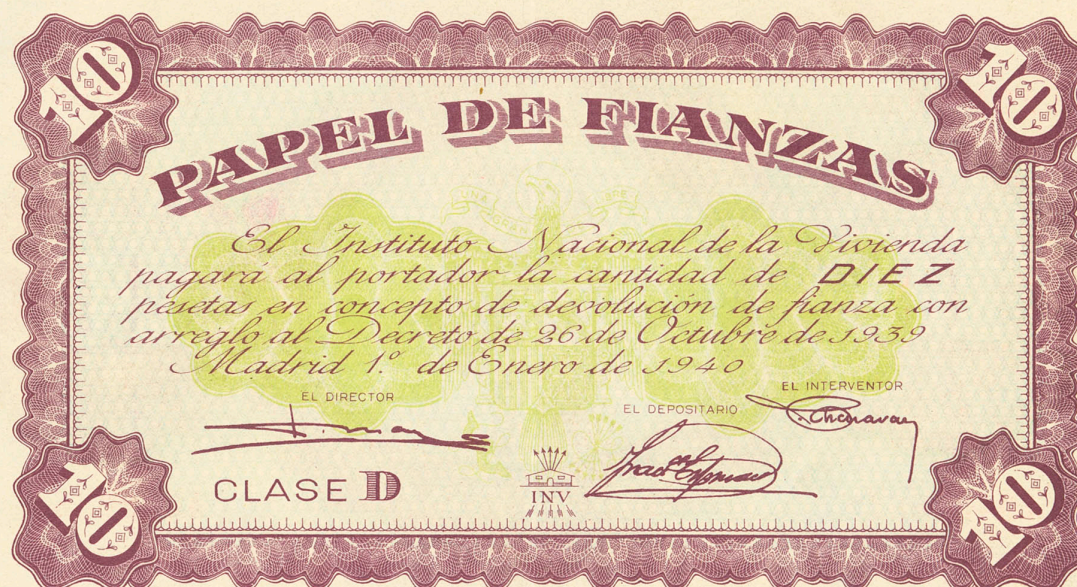 10 10
PAPEL DE FIANZAS
El Instituto Nacional de la Vivienda
pagará al portador la cantidad de DIEZ
pesetas en concepto de devolución de fianza con
arreglo al Decreto de 26 de Octubre de 1939
Madrid 1.º de Enero de 1940
EL DIRECTOR
EL DEPOSITARIO
EL INTERVENTOR
CLASE D
INV
10 10